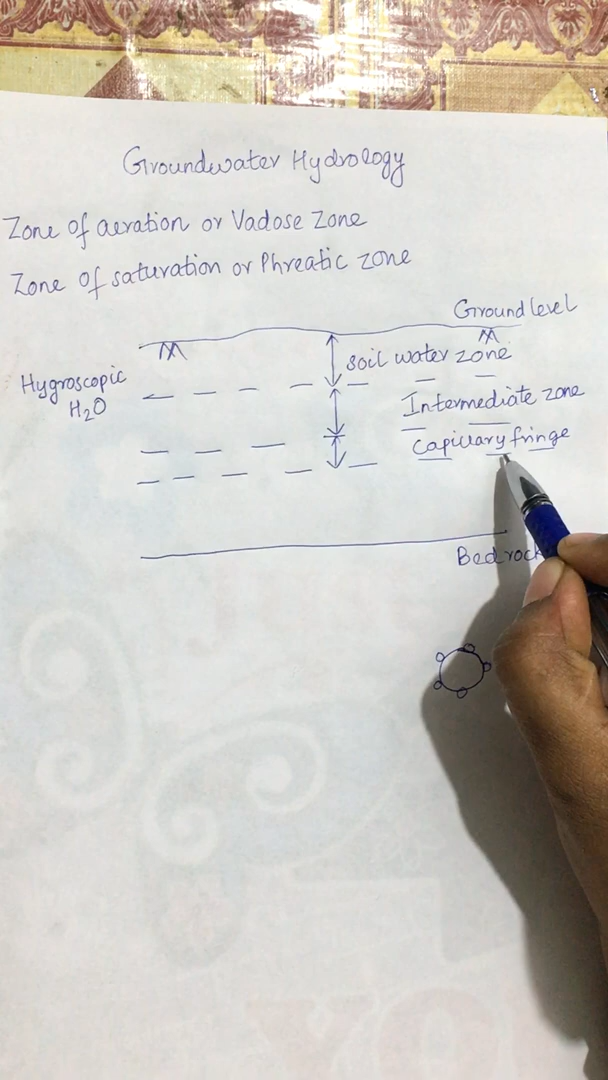 Groundwater Hydrology
Zone of aeration or Vadose Zone
Zone of saturation or Phreatic zone
Ground level
soil water zone
Hygroscopic
H₂O
Intermediate zone
Capillary fringe
Bedrock